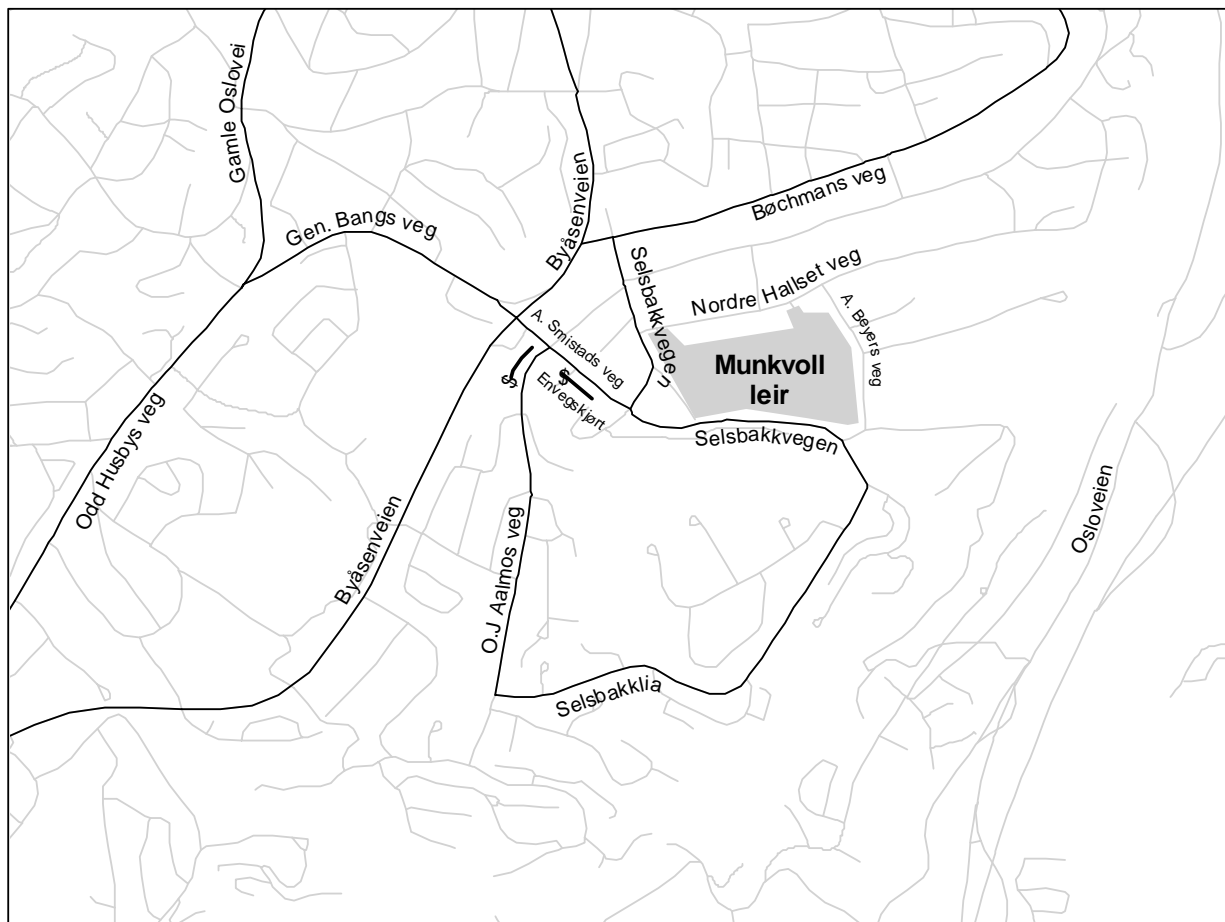 Gamle Oslovei
Gen. Bangs veg
Byåsenveien
Bøchmans veg
Selsbakkvegen
Nordre Hallset veg
A. Beyers veg
A. Smistads veg
Munkvoll
leir
$
$
Envegskjørt
Selsbakkvegen
Odd Husbys veg
Byåsenveien
O.J Aalmos veg
Osloveien
Selsbakklia